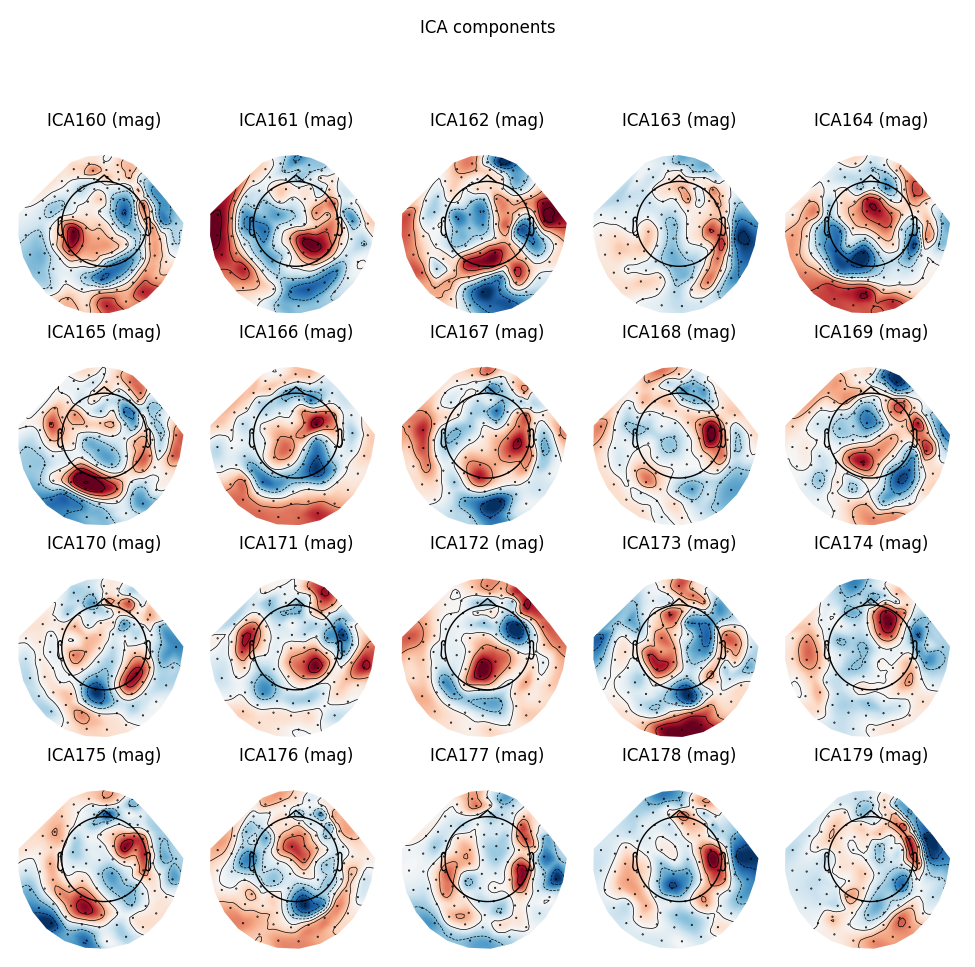 ICA components
ICA160 (mag) ICA161 (mag) ICA162 (mag) ICA163 (mag) ICA164 (mag)
ICA165 (mag) ICA166 (mag) ICA167 (mag) ICA168 (mag) ICA169 (mag)
ICA170 (mag) ICA171 (mag) ICA172 (mag) ICA173 (mag) ICA174 (mag)
ICA175 (mag) ICA176 (mag) ICA177 (mag) ICA178 (mag) ICA179 (mag)